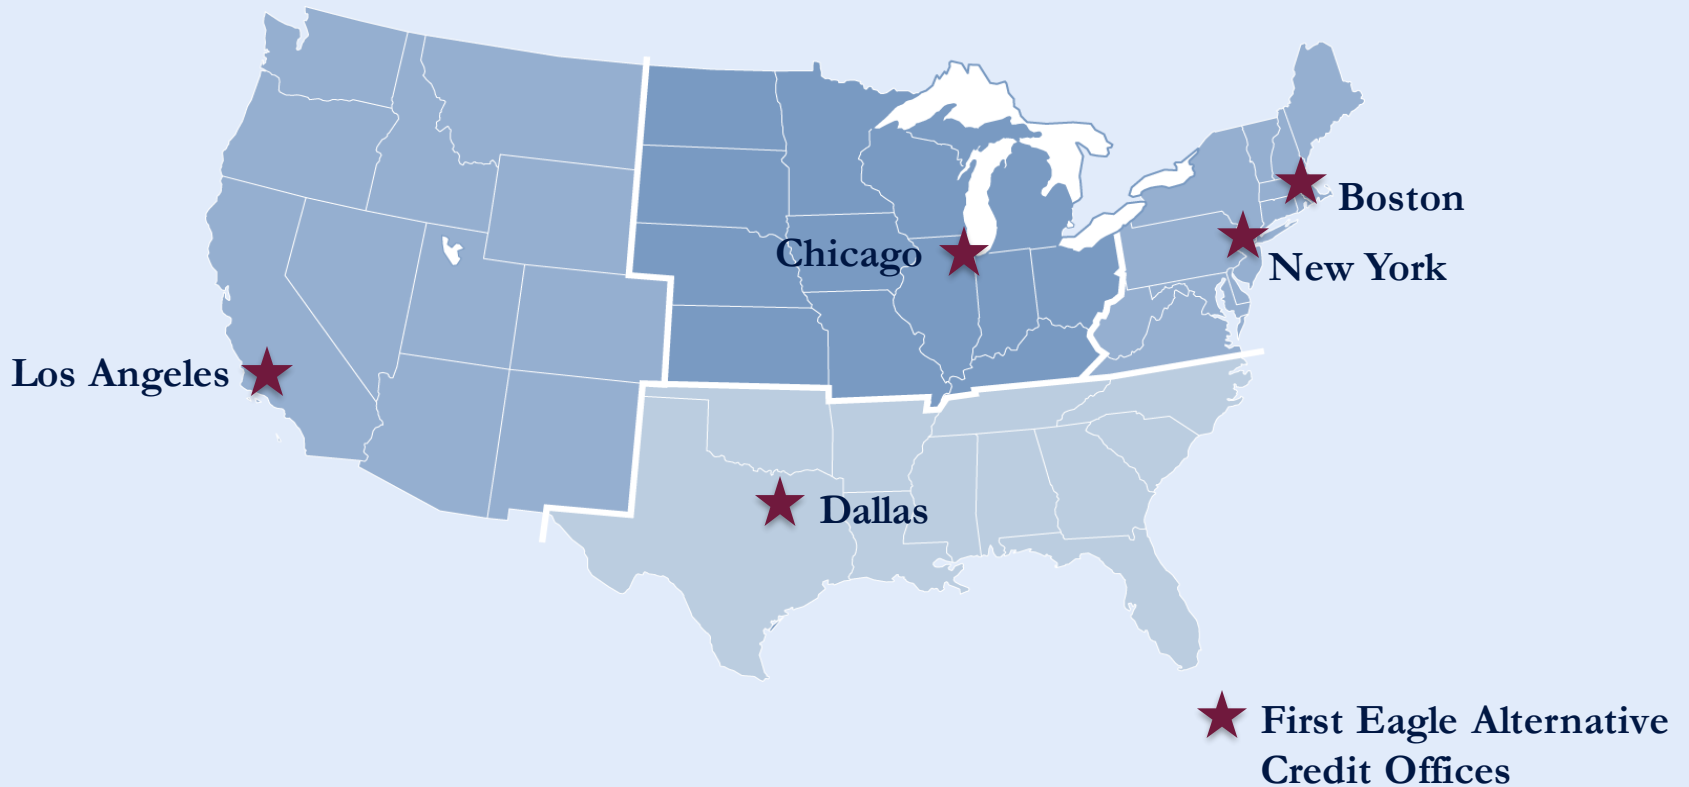 Boston
Chicago
New York
Los Angeles
Dallas
First Eagle Alternative
Credit Offices